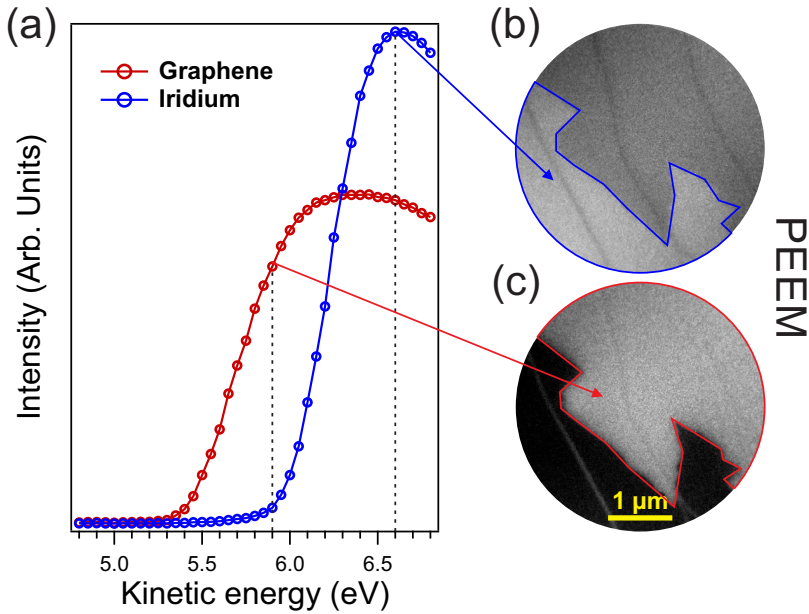 (a)
Graphene
Iridium
Intensity (Arb. Units)
5.0 5.5 6.0 6.5
Kinetic energy (eV)
(b)
(c)
1 μm
PEEM